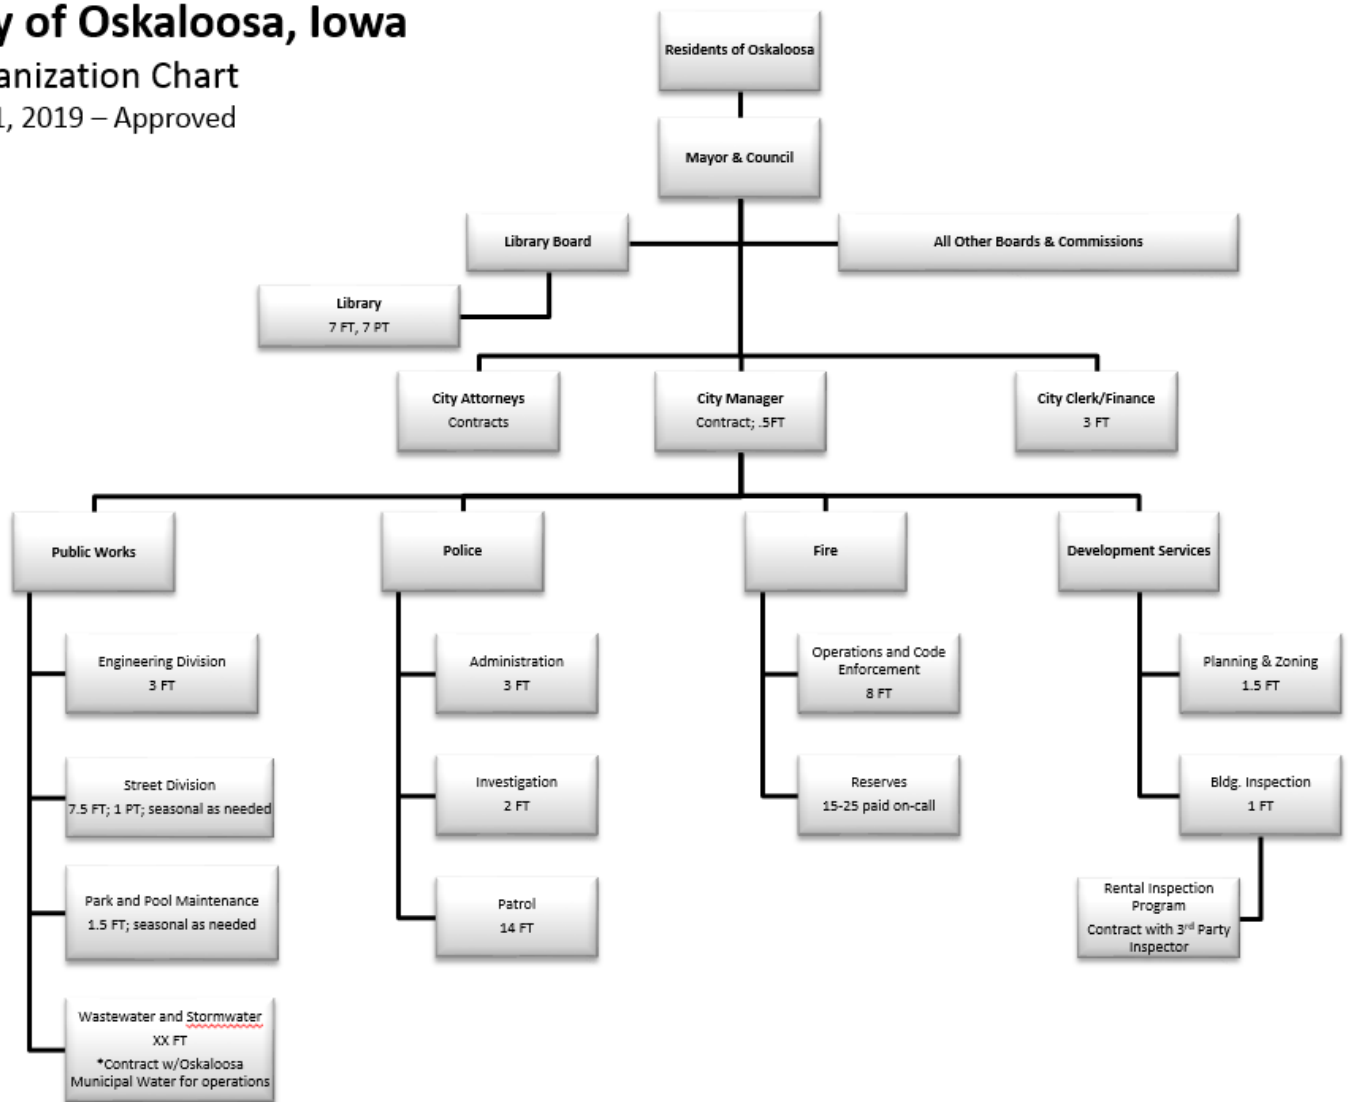 y of Oskaloosa, Iowa
anization Chart
1, 2019 – Approved
Residents of Oskaloosa
Mayor & Council
Library Board
All Other Boards & Commissions
Library
7 FT, 7 PT
City Attorneys
Contracts
City Manager
Contract; .5FT
City Clerk/Finance
3 FT
Public Works
Police
Fire
Development Services
Engineering Division
3 FT
Administration
3 FT
Operations and Code
Enforcement
8 FT
Planning & Zoning
1.5 FT
Street Division
7.5 FT; 1 PT; seasonal as needed
Investigation
2 FT
Reserves
15-25 paid on-call
Bldg. Inspection
1 FT
Park and Pool Maintenance
1.5 FT; seasonal as needed
Patrol
14 FT
Rental Inspection
Program
Contract with 3rd Party
Inspector
Wastewater and Stormwater
XX FT
*Contract w/Oskaloosa
Municipal Water for operations